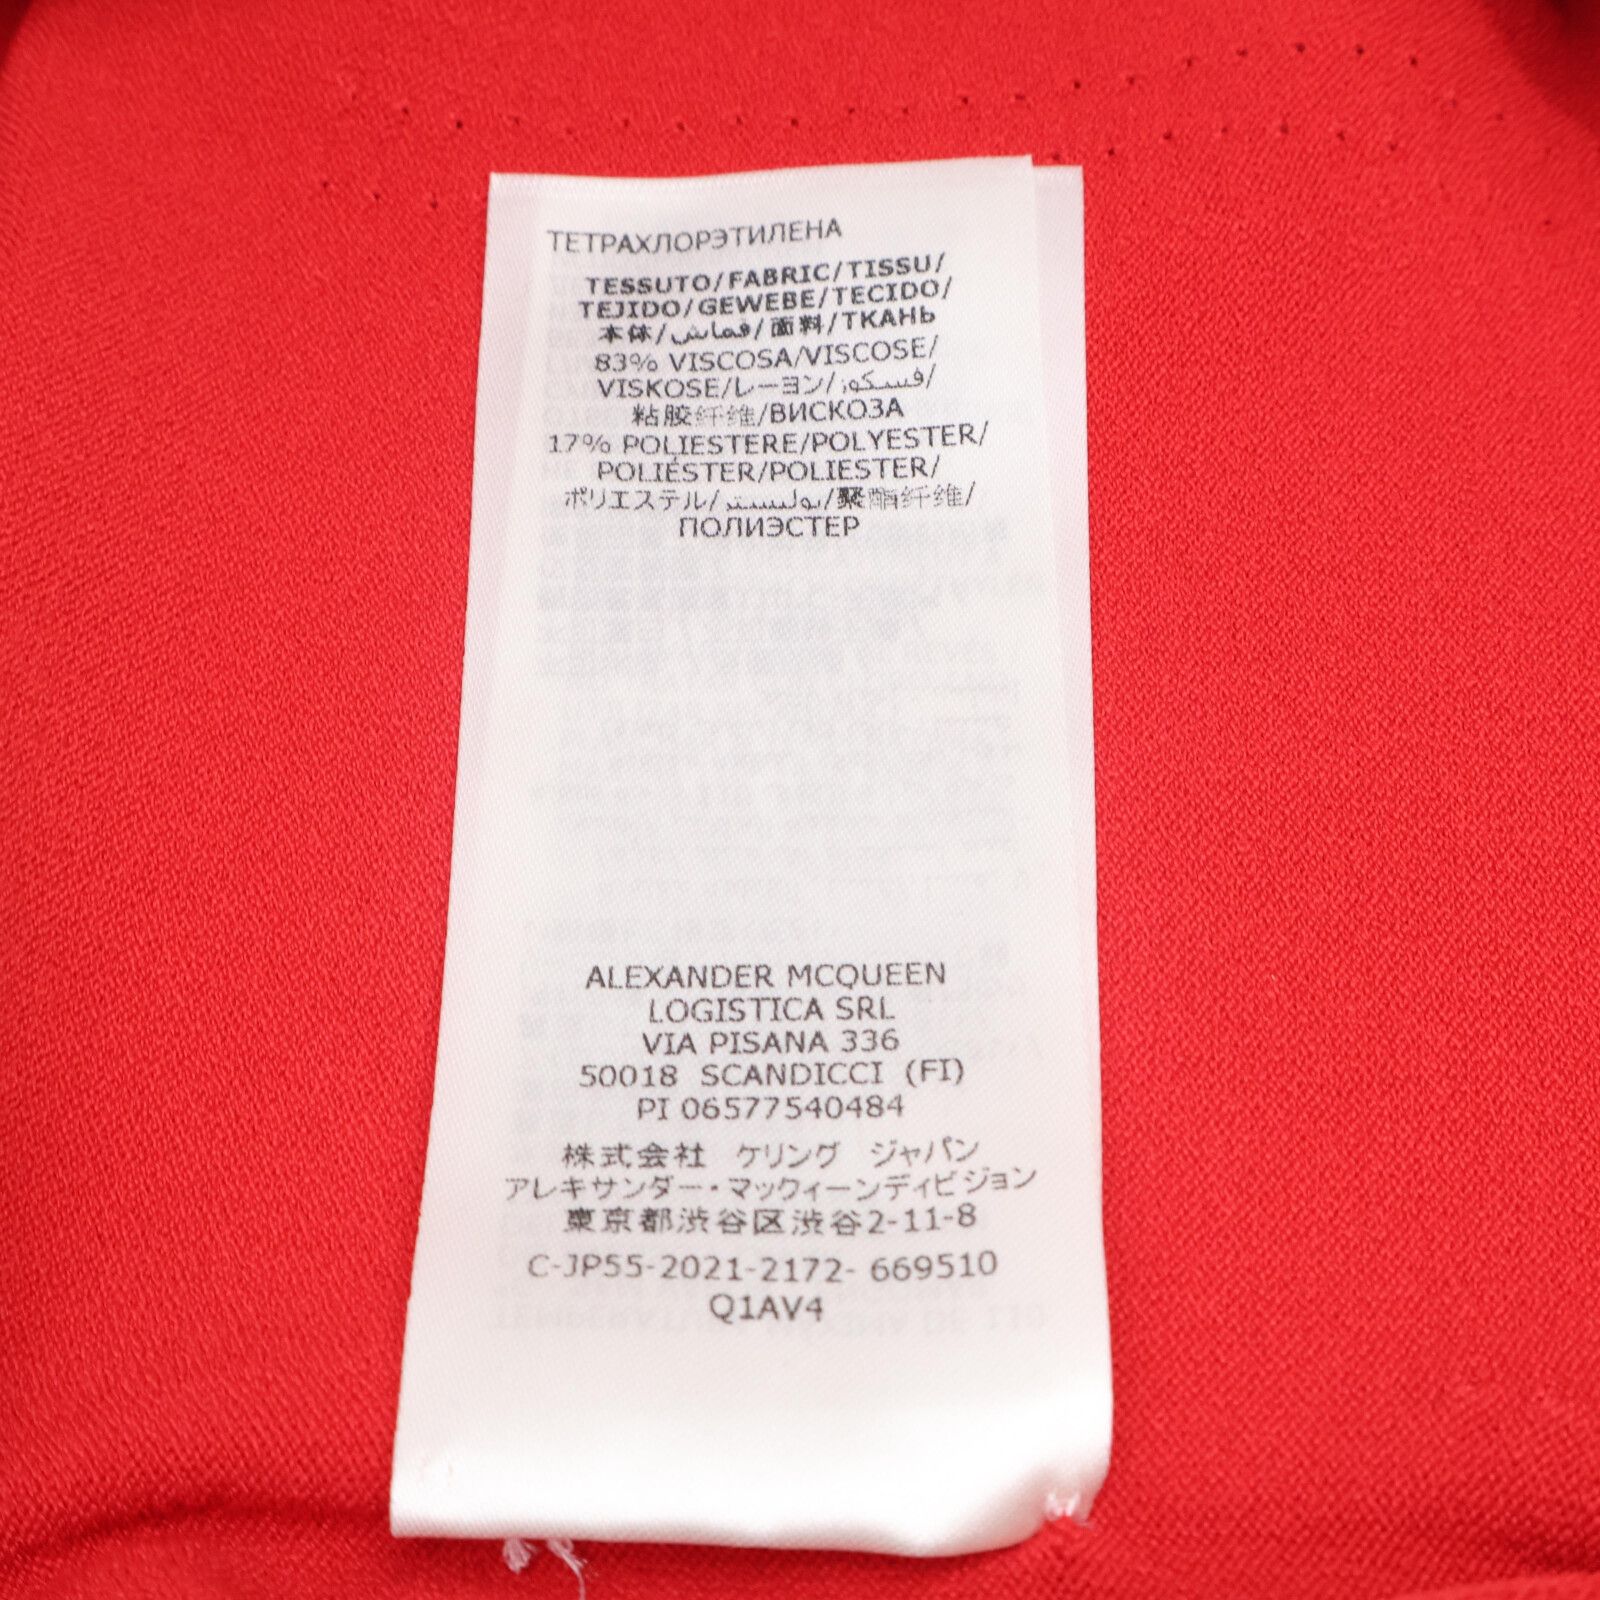 ТЕТРАХЛОРЭТИЛЕНА
TESSUTO/FABRIC/TISSU/
TEJIDO/GEWEBE/TECIDO/
本体/قماش/面料/ТКАНЬ
83% VISCOSA/VISCOSE/
VISKOSE/レーヨン/فسكوز/
粘胶纤维/ВИСКОЗА
17% POLIESTERE/POLYESTER/
POLIÉSTER/POLIESTER/
ポリエステル/بوليستر/聚酯纤维/
ПОЛИЭСТЕР
ALEXANDER MCQUEEN
LOGISTICA SRL
VIA PISANA 336
50018 SCANDICCI (FI)
PI 06577540484
株式会社 ケリング ジャパン
アレキサンダー・マックィーンディビジョン
東京都渋谷区渋谷2-11-8
C-JP55-2021-2172- 669510
Q1AV4